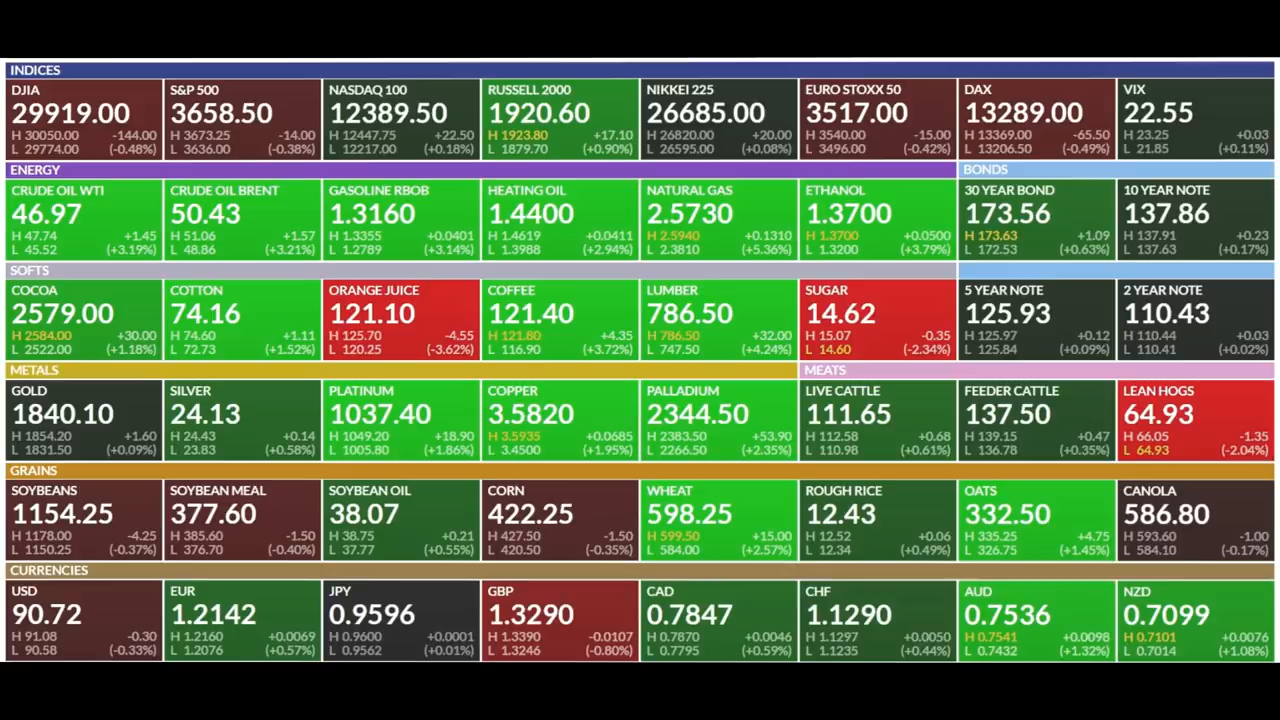 INDICES
DJIA S&P 500 NASDAQ 100 RUSSELL 2000 NIKKEI 225 EURO STOXX 50 DAX VIX
29919.00 3658.50 12389.50 1920.60 26685.00 3517.00 13289.00 22.55
H 30050.00 -144.00 H 3673.25 -14.00 H 12447.75 +22.50 H 1923.80 +17.10 H 26820.00 +20.00 H 3540.00 -15.00 H 13369.00 -65.50 H 23.25 +0.03
L 29774.00 (-0.48%) L 3636.00 (-0.38%) L 12217.00 (+0.18%) L 1879.70 (+0.90%) L 26595.00 (+0.08%) L 3496.00 (-0.42%) L 13206.50 (-0.49%) L 21.85 (+0.11%)
ENERGY BONDS
CRUDE OIL WTI CRUDE OIL BRENT GASOLINE RBOB HEATING OIL NATURAL GAS ETHANOL 30 YEAR BOND 10 YEAR NOTE
46.97 50.43 1.3160 1.4400 2.5730 1.3700 173.56 137.86
H 47.74 +1.45 H 51.06 +1.57 H 1.3355 +0.0401 H 1.4619 +0.0411 H 2.5940 +0.1310 H 1.3700 +0.0500 H 173.63 +1.09 H 137.91 +0.23
L 45.52 (+3.19%) L 48.86 (+3.21%) L 1.2789 (+3.14%) L 1.3988 (+2.94%) L 2.3810 (+5.36%) L 1.3200 (+3.79%) L 172.53 (+0.63%) L 137.63 (+0.17%)
SOFTS
COCOA COTTON ORANGE JUICE COFFEE LUMBER SUGAR 5 YEAR NOTE 2 YEAR NOTE
2579.00 74.16 121.10 121.40 786.50 14.62 125.93 110.43
H 2584.00 +30.00 H 74.60 +1.11 H 125.70 -4.55 H 121.80 +4.35 H 786.50 +32.00 H 15.07 -0.35 H 125.97 +0.12 H 110.44 +0.03
L 2522.00 (+1.18%) L 72.73 (+1.52%) L 120.25 (-3.62%) L 116.90 (+3.72%) L 747.50 (+4.24%) L 14.60 (-2.34%) L 125.84 (+0.09%) L 110.41 (+0.02%)
METALS MEATS
GOLD SILVER PLATINUM COPPER PALLADIUM LIVE CATTLE FEEDER CATTLE LEAN HOGS
1840.10 24.13 1037.40 3.5820 2344.50 111.65 137.50 64.93
H 1854.20 +1.60 H 24.43 +0.14 H 1049.20 +18.90 H 3.5935 +0.0685 H 2383.50 +53.90 H 112.58 +0.68 H 139.15 +0.47 H 66.05 -1.35
L 1831.50 (+0.09%) L 23.83 (+0.58%) L 1005.80 (+1.86%) L 3.4500 (+1.95%) L 2266.50 (+2.35%) L 110.98 (+0.61%) L 136.78 (+0.35%) L 64.93 (-2.04%)
GRAINS
SOYBEANS SOYBEAN MEAL SOYBEAN OIL CORN WHEAT ROUGH RICE OATS CANOLA
1154.25 377.60 38.07 422.25 598.25 12.43 332.50 586.80
H 1178.00 -4.25 H 385.60 -1.50 H 38.75 +0.21 H 427.50 -1.50 H 599.50 +15.00 H 12.52 +0.06 H 335.25 +4.75 H 593.60 -1.00
L 1150.25 (-0.37%) L 376.70 (-0.40%) L 37.77 (+0.55%) L 420.50 (-0.35%) L 584.00 (+2.57%) L 12.34 (+0.49%) L 326.75 (+1.45%) L 584.10 (-0.17%)
CURRENCIES
USD EUR JPY GBP CAD CHF AUD NZD
90.72 1.2142 0.9596 1.3290 0.7847 1.1290 0.7536 0.7099
H 91.08 -0.30 H 1.2160 +0.0069 H 0.9600 +0.0001 H 1.3390 -0.0107 H 0.7870 +0.0046 H 1.1297 +0.0050 H 0.7541 +0.0098 H 0.7101 +0.0076
L 90.58 (-0.33%) L 1.2076 (+0.57%) L 0.9562 (+0.01%) L 1.3246 (-0.80%) L 0.7795 (+0.59%) L 1.1235 (+0.44%) L 0.7432 (+1.32%) L 0.7014 (+1.08%)